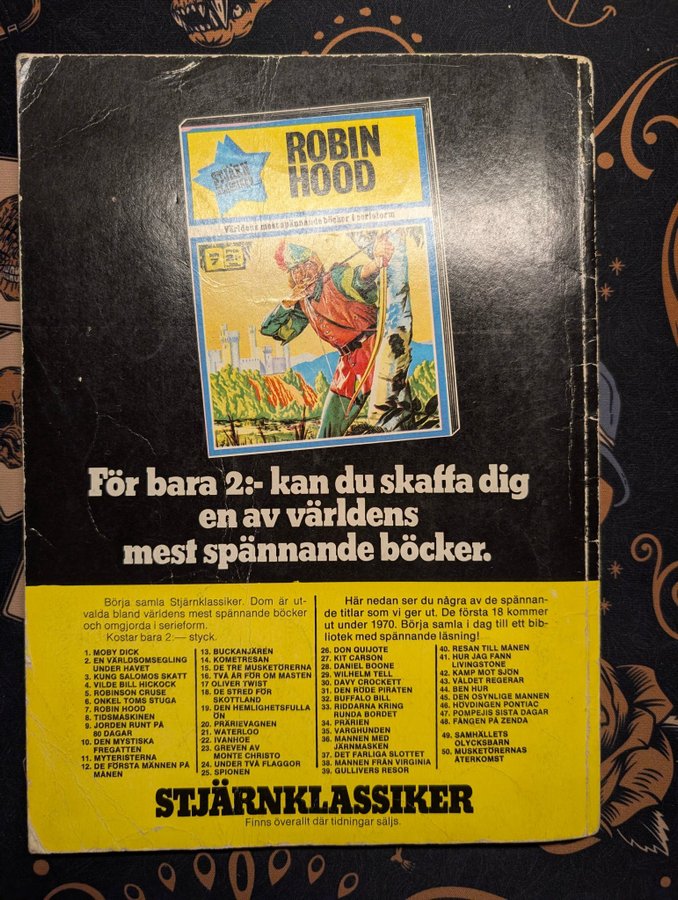 STJÄRN
KLASSIKER
ROBIN
HOOD
Världens mest spännande böcker i serieform
NR
7
PRIS
2:-
För bara 2:- kan du skaffa dig
en av världens
mest spännande böcker.
Börja samla Stjärnklassiker. Dom är ut-
valda bland världens mest spännande böcker
och omgjorda i serieform.
Kostar bara 2:— styck.
Här nedan ser du några av de spännan-
de titlar som vi ger ut. De första 18 kommer
ut under 1970. Börja samla i dag till ett bib-
liotek med spännande läsning!
1. MOBY DICK
2. EN VÄRLDSOMSEGLING
UNDER HAVET
3. KUNG SALOMOS SKATT
4. VILDE BILL HICKOCK
5. ROBINSON CRUSE
6. ONKEL TOMS STUGA
7. ROBIN HOOD
8. TIDSMASKINEN
9. JORDEN RUNT PÅ
80 DAGAR
10. DEN MYSTISKA
FREGATTEN
11. MYTERISTERNA
12. DE FÖRSTA MÄNNEN PÅ
MÅNEN
13. BUCKANJÄREN
14. KOMETRESAN
15. DE TRE MUSKETÖRERNA
16. TVÅ ÅR FÖR OM MASTEN
17 OLIVER TWIST
18. DE STRED FÖR
SKOTTLAND
19. DEN HEMLIGHETSFULLA
ÖN
20. PRÄRIEVAGNEN
21. WATERLOO
22. IVANHOE
23. GREVEN AV
MONTE CHRISTO
24. UNDER TVÅ FLAGGOR
25. SPIONEN
26. DON QUIJOTE
27. KIT CARSON
28. DANIEL BOONE
29. WILHELM TELL
30. DAVY CROCKETT
31. DEN RÖDE PIRATEN
32. BUFFALO BILL
33. RIDDARNA KRING
RUNDA BORDET
34. PRÄRIEN
35. VARGHUNDEN
36. MANNEN MED
JÄRNMASKEN
37. DET FARLIGA SLOTTET
38. MANNEN FRÅN VIRGINIA
39. GULLIVERS RESOR
40. RESAN TILL MÅNEN
41. HUR JAG FANN
LIVINGSTONE
42. KAMP MOT SJÖN
43. VÅLDET REGERAR
44. BEN HUR
45. DEN OSYNLIGE MANNEN
46. HÖVDINGEN PONTIAC
47. POMPEJIS SISTA DAGAR
48. FÅNGEN PÅ ZENDA
49. SAMHÄLLETS
OLYCKSBARN
50. MUSKETÖRERNAS
ÅTERKOMST
STJÄRNKLASSIKER
Finns överallt där tidningar säljs.